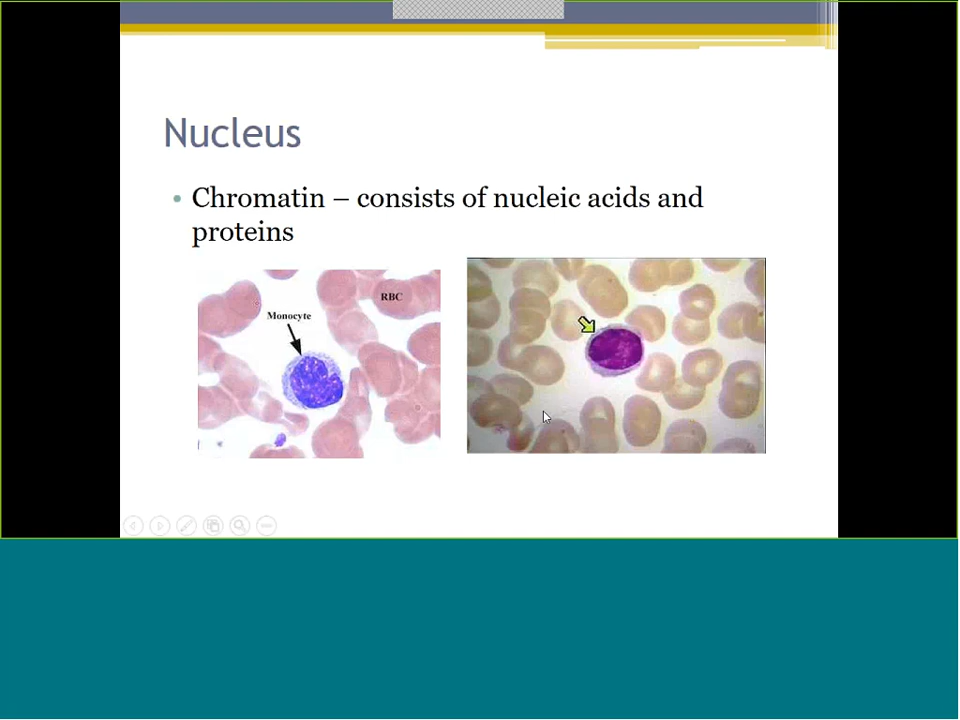 Nucleus
• Chromatin – consists of nucleic acids and
proteins
RBC
Monocyte